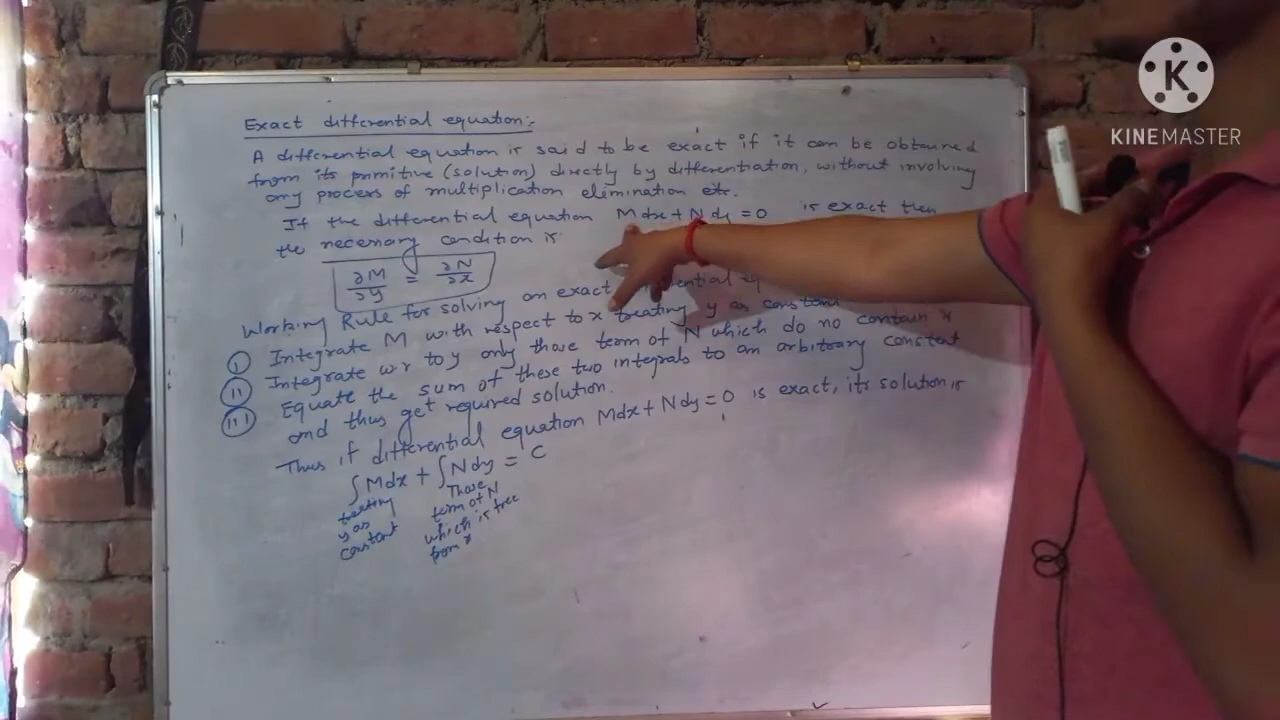 Exact differential equation:-
A differential equation is said to be exact if it can be obtained
from its primitive (solution) directly by differentiation, without involving
any process of multiplication elimination etc.
If the differential equation Mdx + Ndy = 0 is exact then
the necessary condition is
∂M/∂y = ∂N/∂x
Working Rule for solving an exact
(I) Integrate M with respect to x treating y as constant
(II) Integrate w.r to y only those term of N which do no contain x
(III) Equate the sum of these two integrals to an arbitrary constant
and thus get required solution.
Thus if differential equation Mdx + Ndy = 0 is exact, its solution is
∫Mdx + ∫Ndy = C
treating y as constant
Those term of N which is free from x
K
KINEMASTER